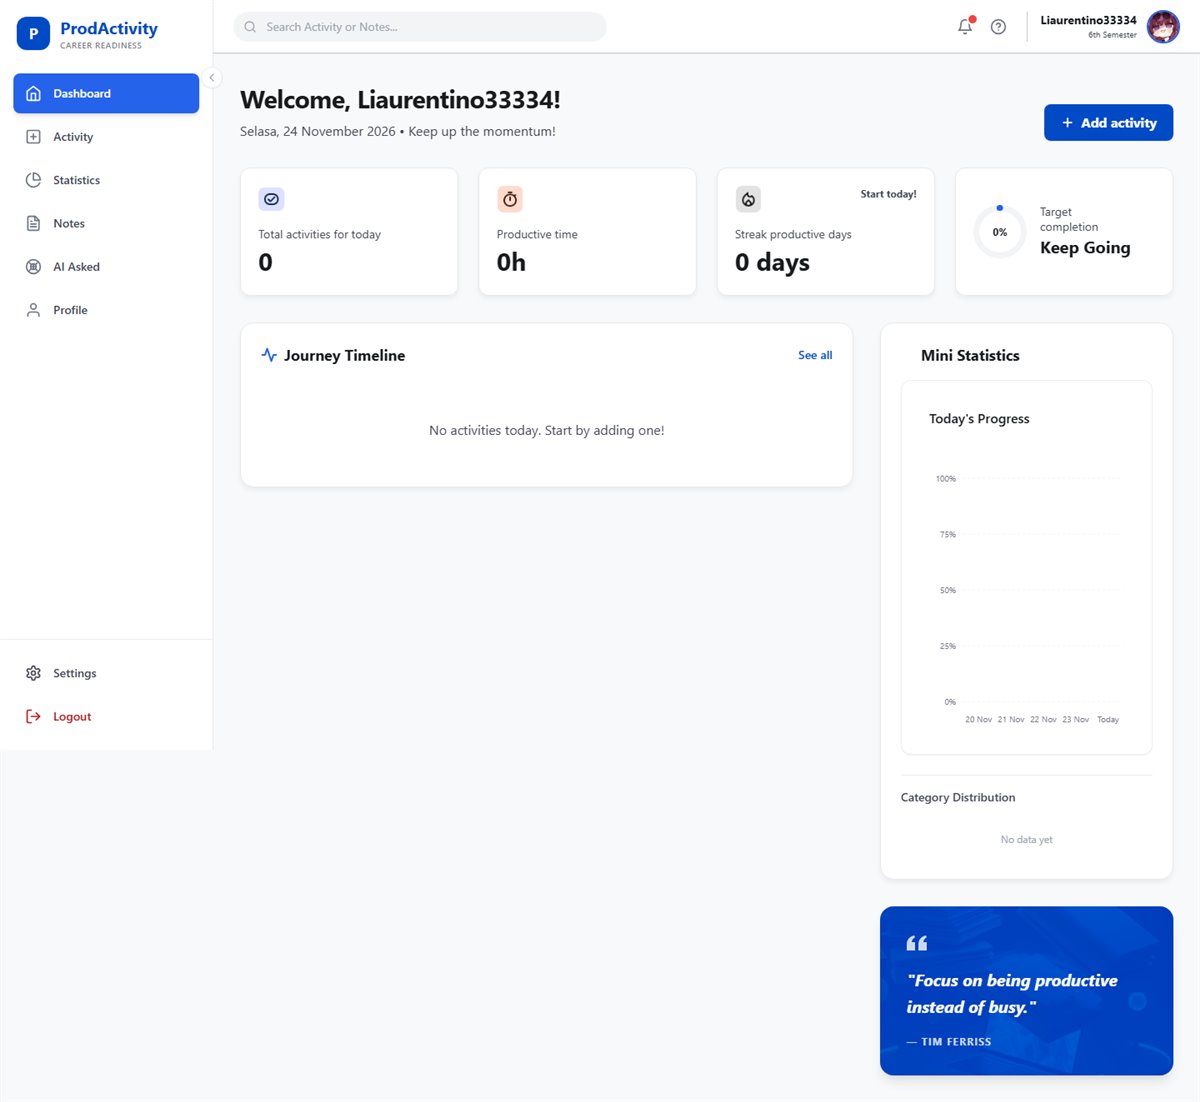 P
ProdActivity
CAREER READINESS
Dashboard
Activity
Statistics
Notes
AI Asked
Profile
Settings
Logout
Search Activity or Notes...
Liaurentino33334
6th Semester
Welcome, Liaurentino33334!
Selasa, 24 November 2026 • Keep up the momentum!
+ Add activity
Total activities for today
0
Productive time
0h
Start today!
Streak productive days
0 days
0%
Target
completion
Keep Going
Journey Timeline
See all
No activities today. Start by adding one!
Mini Statistics
Today's Progress
100%
75%
50%
25%
0%
20 Nov 21 Nov 22 Nov 23 Nov Today
Category Distribution
No data yet
"Focus on being productive
instead of busy."
— TIM FERRISS